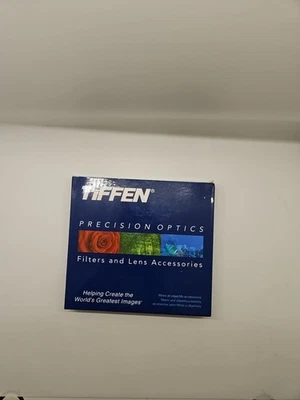 TIFFEN®
PRECISION OPTICS
Filters and Lens Accessories
Helping Create the
World's Greatest Images